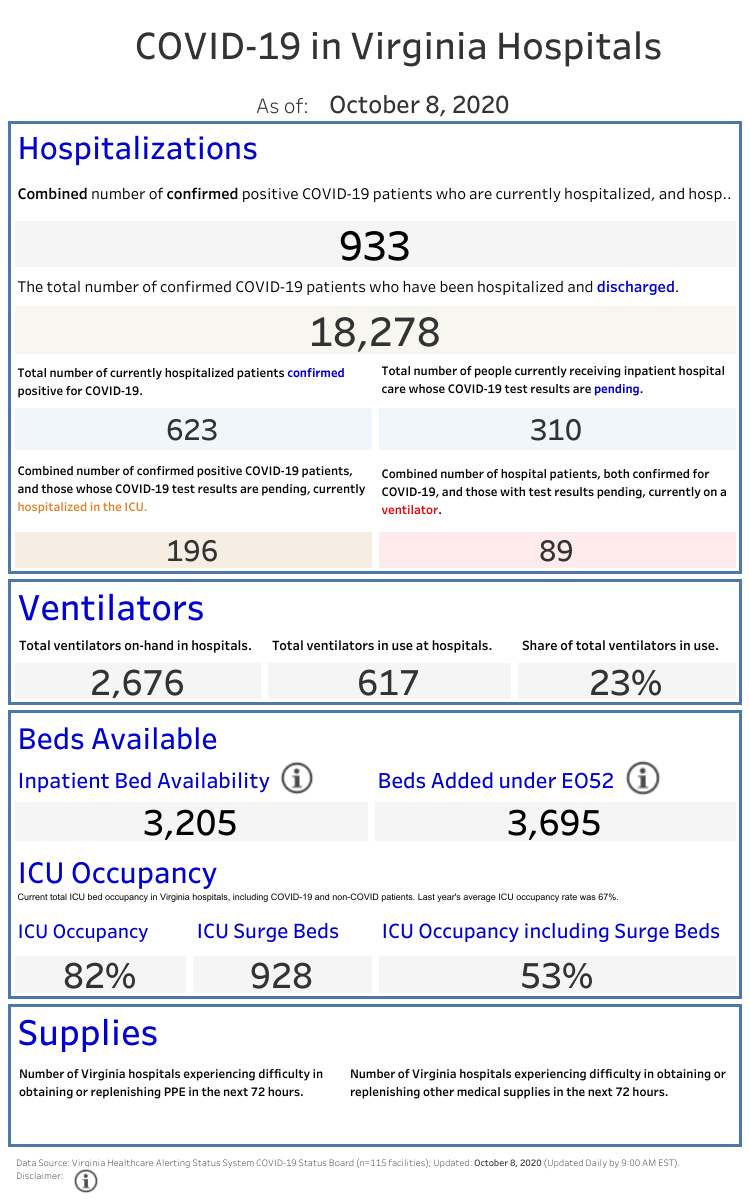 COVID-19 in Virginia Hospitals
As of: October 8, 2020
Hospitalizations
Combined number of confirmed positive COVID-19 patients who are currently hospitalized, and hosp..
933
The total number of confirmed COVID-19 patients who have been hospitalized and discharged.
18,278
Total number of currently hospitalized patients confirmed
positive for COVID-19.
623
Total number of people currently receiving inpatient hospital
care whose COVID-19 test results are pending.
310
Combined number of confirmed positive COVID-19 patients,
and those whose COVID-19 test results are pending, currently
hospitalized in the ICU.
196
Combined number of hospital patients, both confirmed for
COVID-19, and those with test results pending, currently on a
ventilator.
89
Ventilators
Total ventilators on-hand in hospitals.
2,676
Total ventilators in use at hospitals.
617
Share of total ventilators in use.
23%
Beds Available
Inpatient Bed Availability
3,205
Beds Added under EO52
3,695
ICU Occupancy
Current total ICU bed occupancy in Virginia hospitals, including COVID-19 and non-COVID patients. Last year's average ICU occupancy rate was 67%.
ICU Occupancy
82%
ICU Surge Beds
928
ICU Occupancy including Surge Beds
53%
Supplies
Number of Virginia hospitals experiencing difficulty in
obtaining or replenishing PPE in the next 72 hours.
Number of Virginia hospitals experiencing difficulty in obtaining or
replenishing other medical supplies in the next 72 hours.
Data Source: Virginia Healthcare Alerting Status System COVID-19 Status Board (n=115 facilities); Updated: October 8, 2020 (Updated Daily by 9:00 AM EST).
Disclaimer: